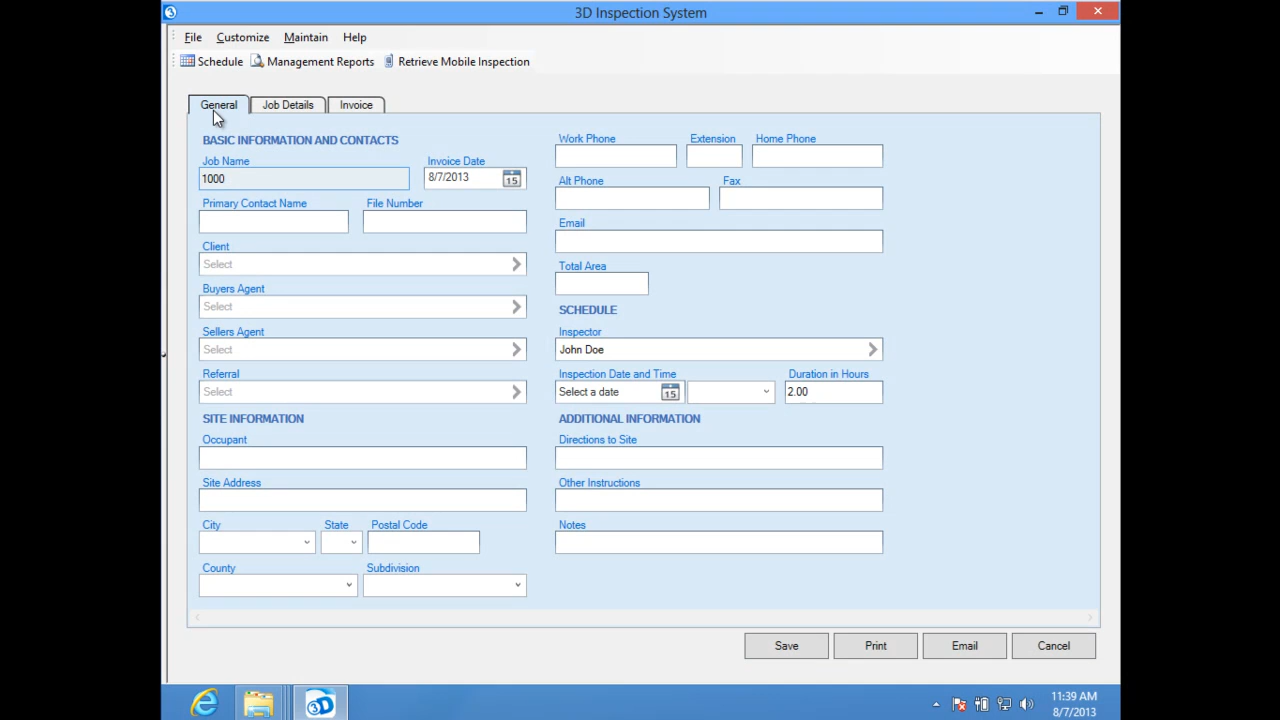 3D Inspection System
File Customize Maintain Help
Schedule Management Reports Retrieve Mobile Inspection
General Job Details Invoice
BASIC INFORMATION AND CONTACTS
Job Name Invoice Date
1000 8/7/2013 15
Primary Contact Name File Number
Client
Select
Buyers Agent
Select
Sellers Agent
Select
Referral
Select
SITE INFORMATION
Occupant
Site Address
City State Postal Code
County Subdivision
Work Phone Extension Home Phone
Alt Phone Fax
Email
Total Area
SCHEDULE
Inspector
John Doe
Inspection Date and Time Duration in Hours
Select a date 15 2.00
ADDITIONAL INFORMATION
Directions to Site
Other Instructions
Notes
Save Print Email Cancel
3D
11:39 AM
8/7/2013